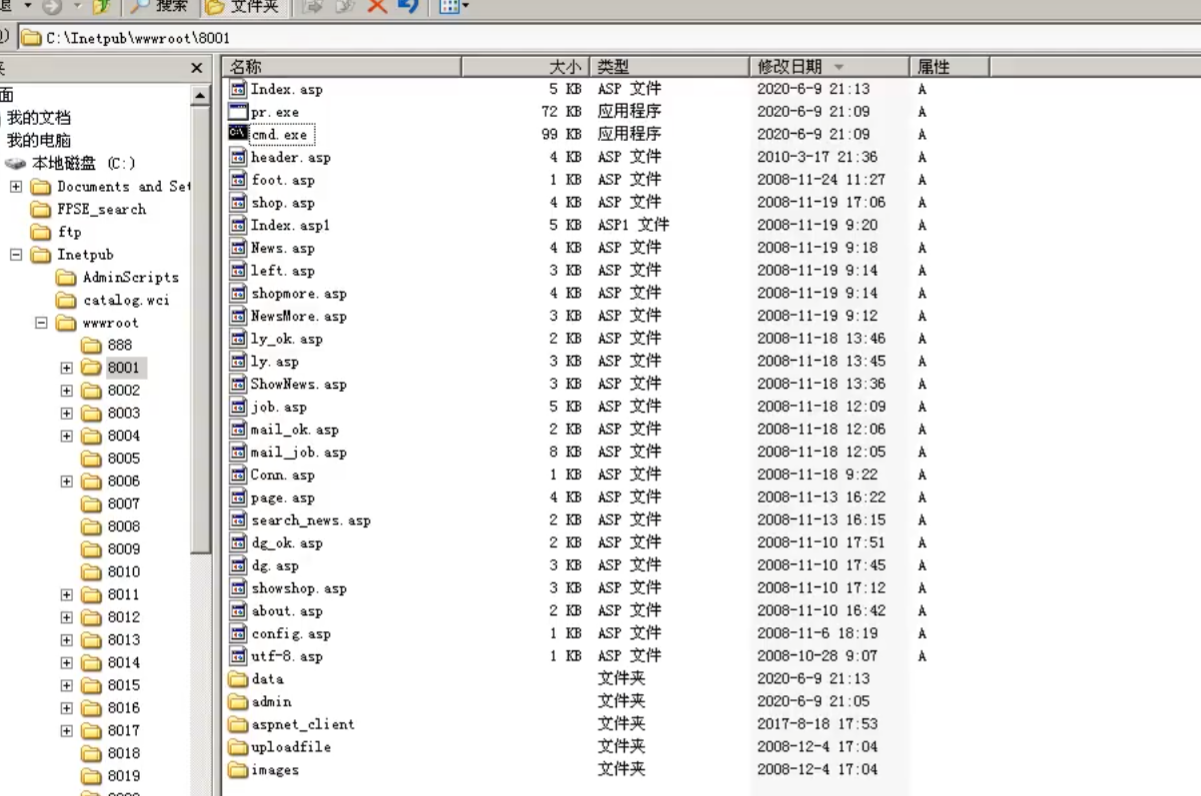 搜索 文件夹
C:\Inetpub\wwwroot\8001
名称 大小 类型 修改日期 属性
我的文档
我的电脑
本地磁盘 (C:)
Documents and Set
FPSE_search
ftp
Inetpub
AdminScripts
catalog.wci
wwwroot
888
8001
8002
8003
8004
8005
8006
8007
8008
8009
8010
8011
8012
8013
8014
8015
8016
8017
8018
8019
Index.asp 5 KB ASP 文件 2020-6-9 21:13 A
pr.exe 72 KB 应用程序 2020-6-9 21:09 A
cmd.exe 99 KB 应用程序 2020-6-9 21:09 A
header.asp 4 KB ASP 文件 2010-3-17 21:36 A
foot.asp 1 KB ASP 文件 2008-11-24 11:27 A
shop.asp 4 KB ASP 文件 2008-11-19 17:06 A
Index.asp1 5 KB ASP1 文件 2008-11-19 9:20 A
News.asp 4 KB ASP 文件 2008-11-19 9:18 A
left.asp 3 KB ASP 文件 2008-11-19 9:14 A
shopmore.asp 4 KB ASP 文件 2008-11-19 9:14 A
NewsMore.asp 3 KB ASP 文件 2008-11-19 9:12 A
ly_ok.asp 2 KB ASP 文件 2008-11-18 13:46 A
ly.asp 3 KB ASP 文件 2008-11-18 13:45 A
ShowNews.asp 3 KB ASP 文件 2008-11-18 13:36 A
job.asp 5 KB ASP 文件 2008-11-18 12:09 A
mail_ok.asp 2 KB ASP 文件 2008-11-18 12:06 A
mail_job.asp 8 KB ASP 文件 2008-11-18 12:05 A
Conn.asp 1 KB ASP 文件 2008-11-18 9:22 A
page.asp 4 KB ASP 文件 2008-11-13 16:22 A
search_news.asp 2 KB ASP 文件 2008-11-13 16:15 A
dg_ok.asp 2 KB ASP 文件 2008-11-10 17:51 A
dg.asp 3 KB ASP 文件 2008-11-10 17:45 A
showshop.asp 3 KB ASP 文件 2008-11-10 17:12 A
about.asp 2 KB ASP 文件 2008-11-10 16:42 A
config.asp 1 KB ASP 文件 2008-11-6 18:19 A
utf-8.asp 1 KB ASP 文件 2008-10-28 9:07 A
data 文件夹 2020-6-9 21:13
admin 文件夹 2020-6-9 21:05
aspnet_client 文件夹 2017-8-18 17:53
uploadfile 文件夹 2008-12-4 17:04
images 文件夹 2008-12-4 17:04